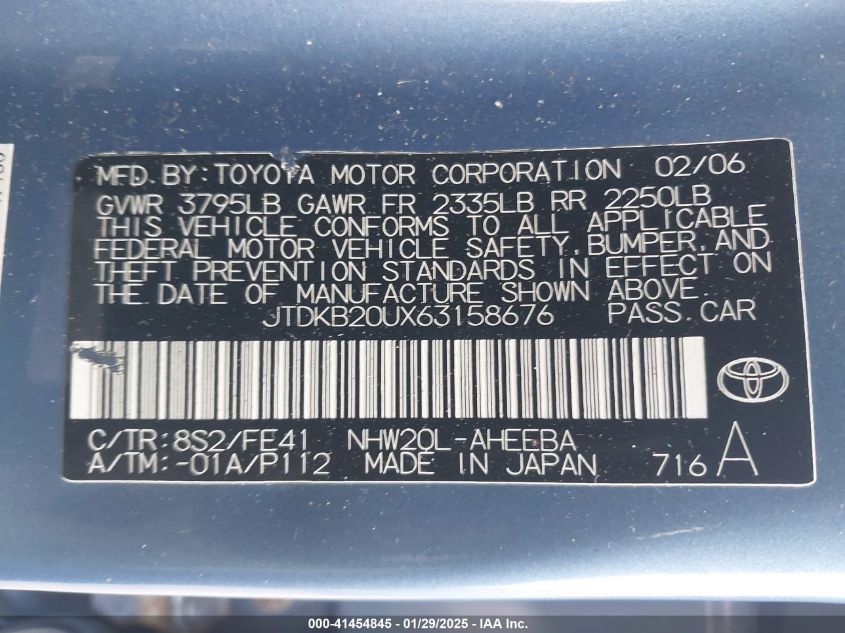 MFD. BY: TOYOTA MOTOR CORPORATION 02/06
GVWR 3795LB GAWR FR 2335LB RR 2250LB
THIS VEHICLE CONFORMS TO ALL APPLICABLE
FEDERAL MOTOR VEHICLE SAFETY, BUMPER, AND
THEFT PREVENTION STANDARDS IN EFFECT ON
THE DATE OF MANUFACTURE SHOWN ABOVE.
JTDKB20UX63158676 PASS. CAR
C/TR: 8S2/FE41 NHW20L-AHEEBA
A/TM: -01A/P112 MADE IN JAPAN 716 A
000-41454845 - 01/29/2025 - IAA Inc.